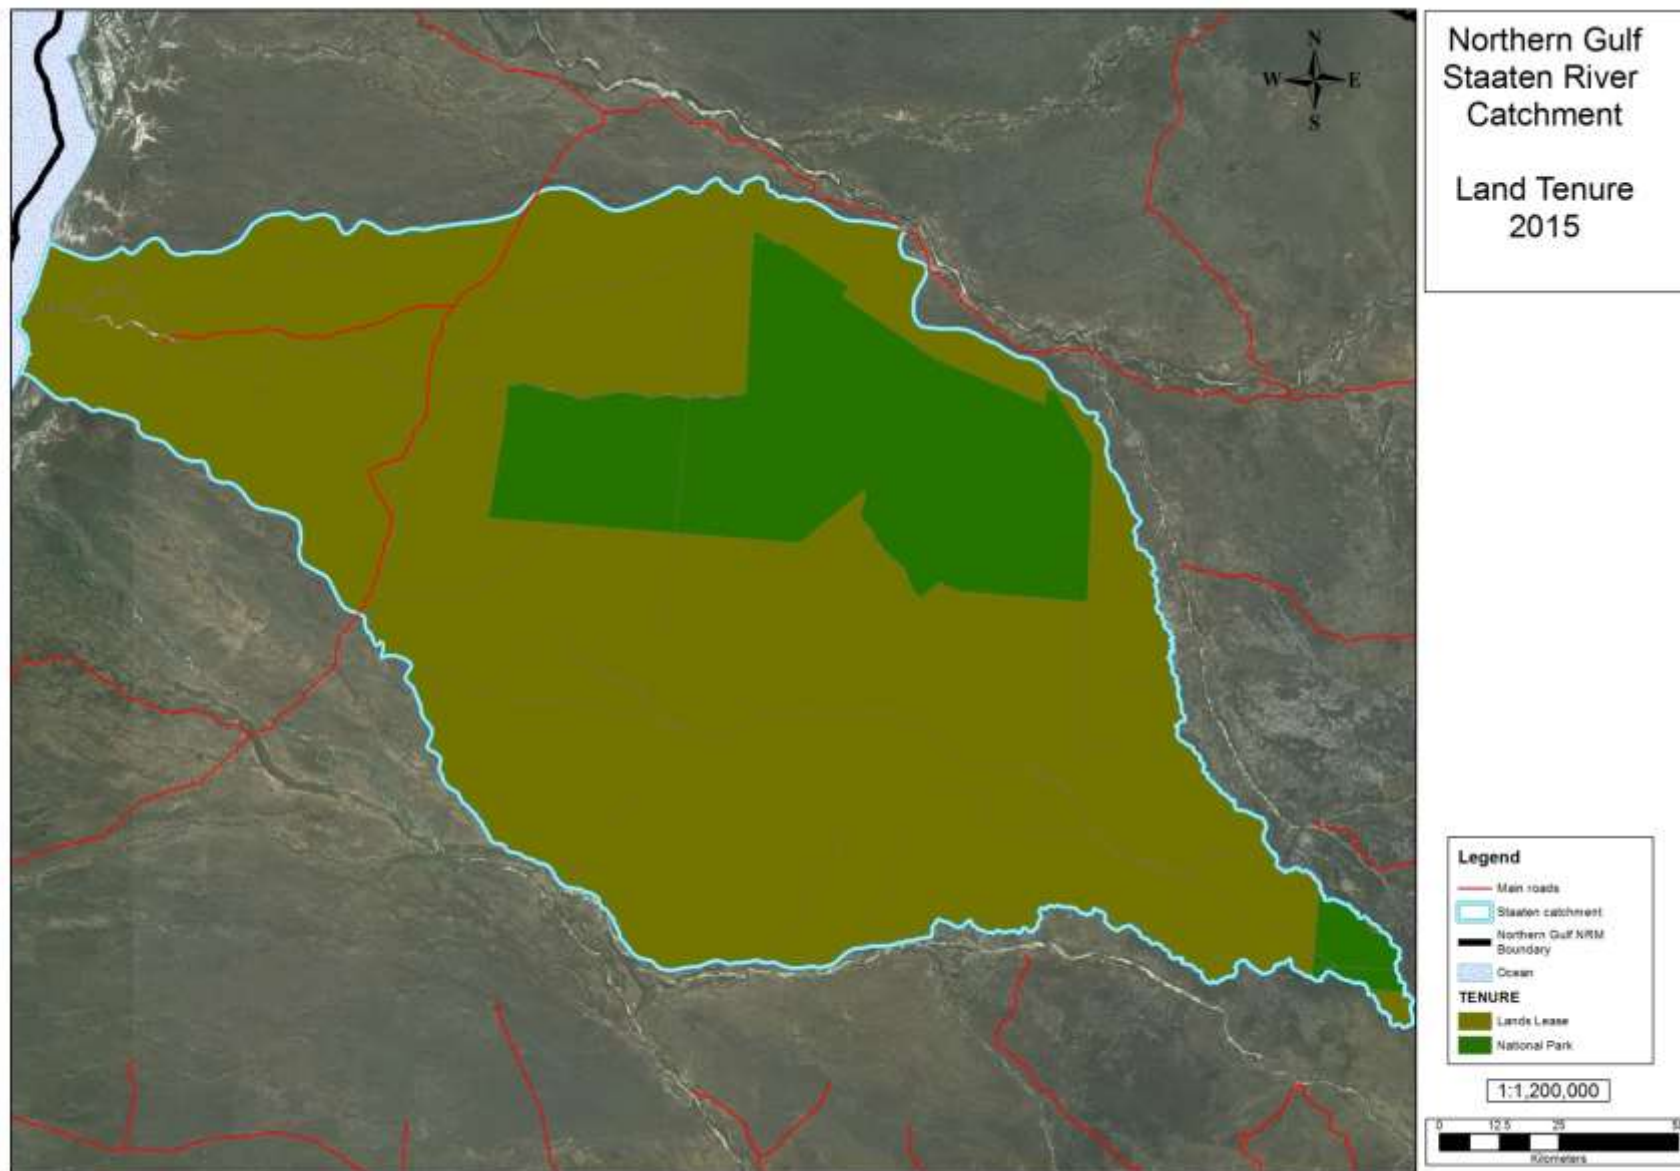 Northern Gulf
Staaten River
Catchment
Land Tenure
2015
N
W E
S
Legend
Main roads
Staaten catchment
Northern Gulf NRM
Boundary
Ocean
TENURE
Lands Lease
National Park
1:1,200,000
0 12.5 25
Kilometers